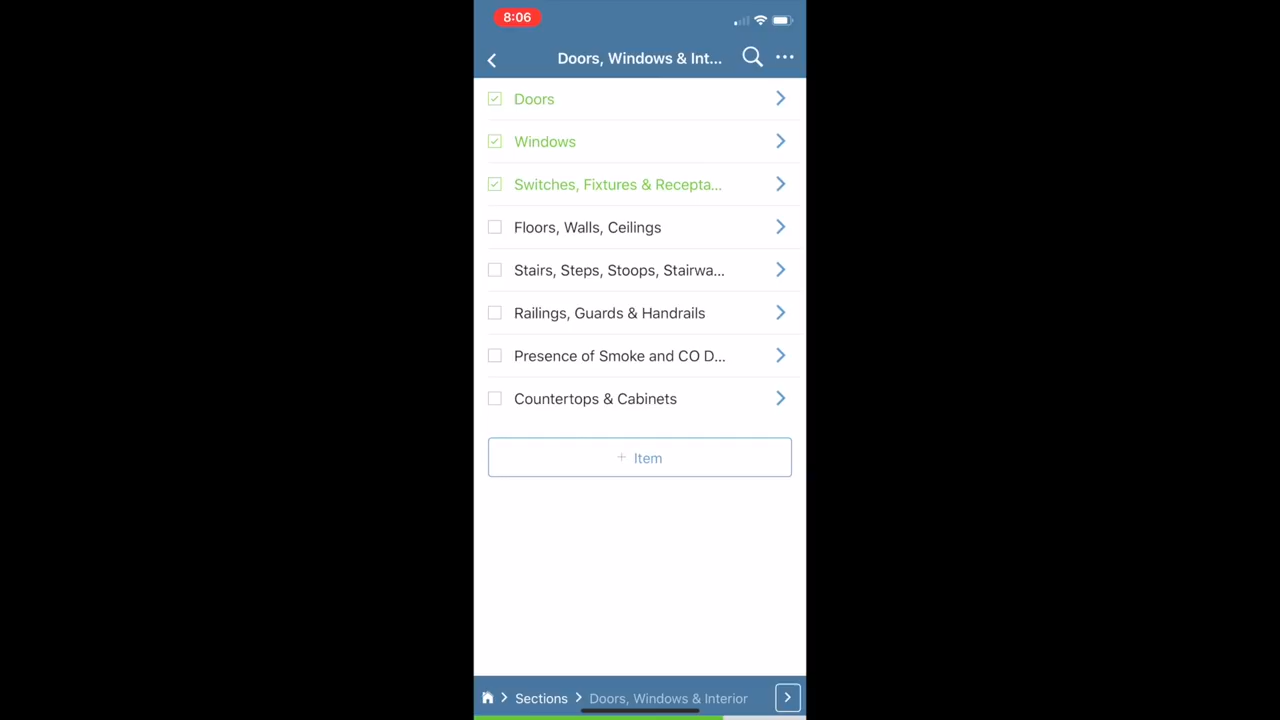 8:06
Doors, Windows & Int...
Doors
Windows
Switches, Fixtures & Recepta...
Floors, Walls, Ceilings
Stairs, Steps, Stoops, Stairwa...
Railings, Guards & Handrails
Presence of Smoke and CO D...
Countertops & Cabinets
+ Item
Sections > Doors, Windows & Interior